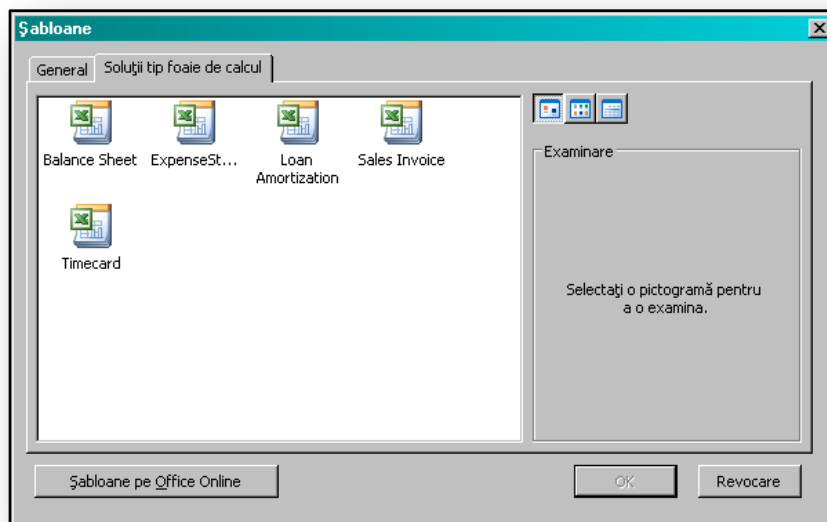 Şabloane
General Soluţii tip foaie de calcul
Balance Sheet ExpenseSt... Loan Amortization Sales Invoice
Timecard
Examinare
Selectaţi o pictogramă pentru
a o examina.
Şabloane pe Office Online OK Revocare